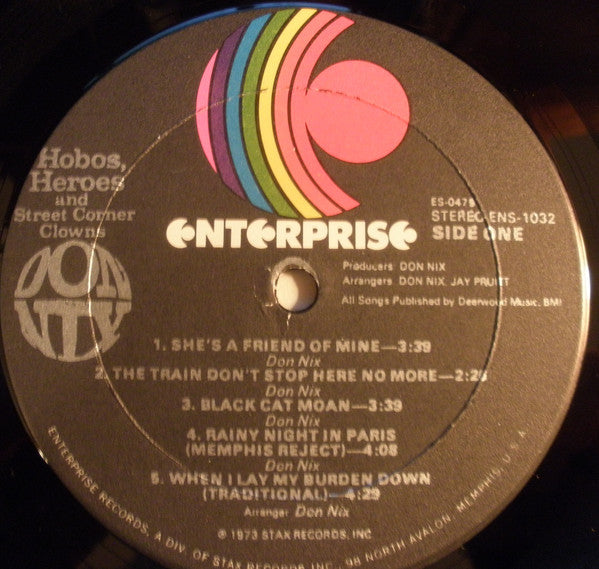 Hobos,
Heroes
and
Street Corner
Clowns
DON
NIX
ENTERPRISE
ES-0479
STEREO ENS-1032
SIDE ONE
Producers: DON NIX
Arrangers: DON NIX, JAY PRUITT
All Songs Published by Deerwood Music, BMI
1. SHE'S A FRIEND OF MINE—3:39
Don Nix
2. THE TRAIN DON'T STOP HERE NO MORE—2:28
Don Nix
3. BLACK CAT MOAN—3:39
Don Nix
4. RAINY NIGHT IN PARIS
(MEMPHIS REJECT)—4:08
Don Nix
5. WHEN I LAY MY BURDEN DOWN
(TRADITIONAL)—4:29
Arranger: Don Nix
℗ 1973 STAX RECORDS, INC
ENTERPRISE RECORDS, A DIV. OF STAX RECORDS, INC., 98 NORTH AVALON, MEMPHIS, U.S.A.